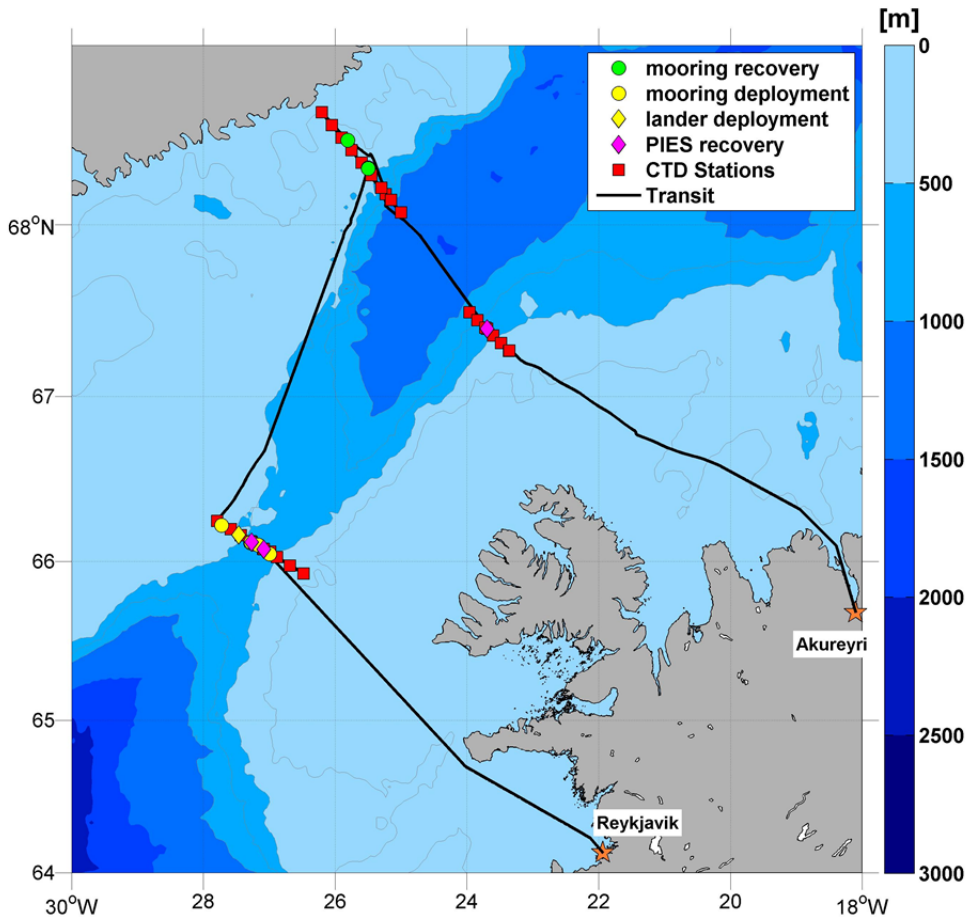 [m]
0
500
1000
1500
2000
2500
3000
mooring recovery
mooring deployment
lander deployment
PIES recovery
CTD Stations
Transit
68°N
67
66
65
64
Akureyri
Reykjavik
30°W
28
26
24
22
20
18°W